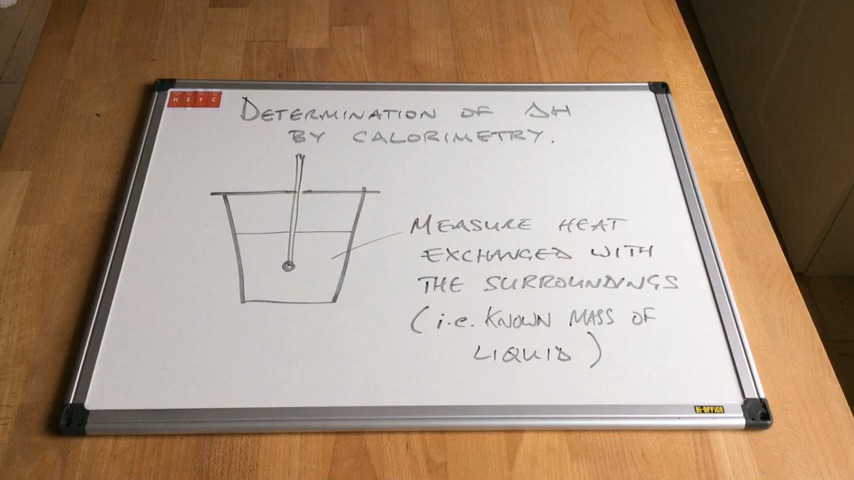 HSFC
DETERMINATION OF ΔH
BY CALORIMETRY.
MEASURE HEAT
EXCHANGED WITH
THE SURROUNDINGS
(i.e. KNOWN MASS OF
LIQUID)
Bi-OFFICE